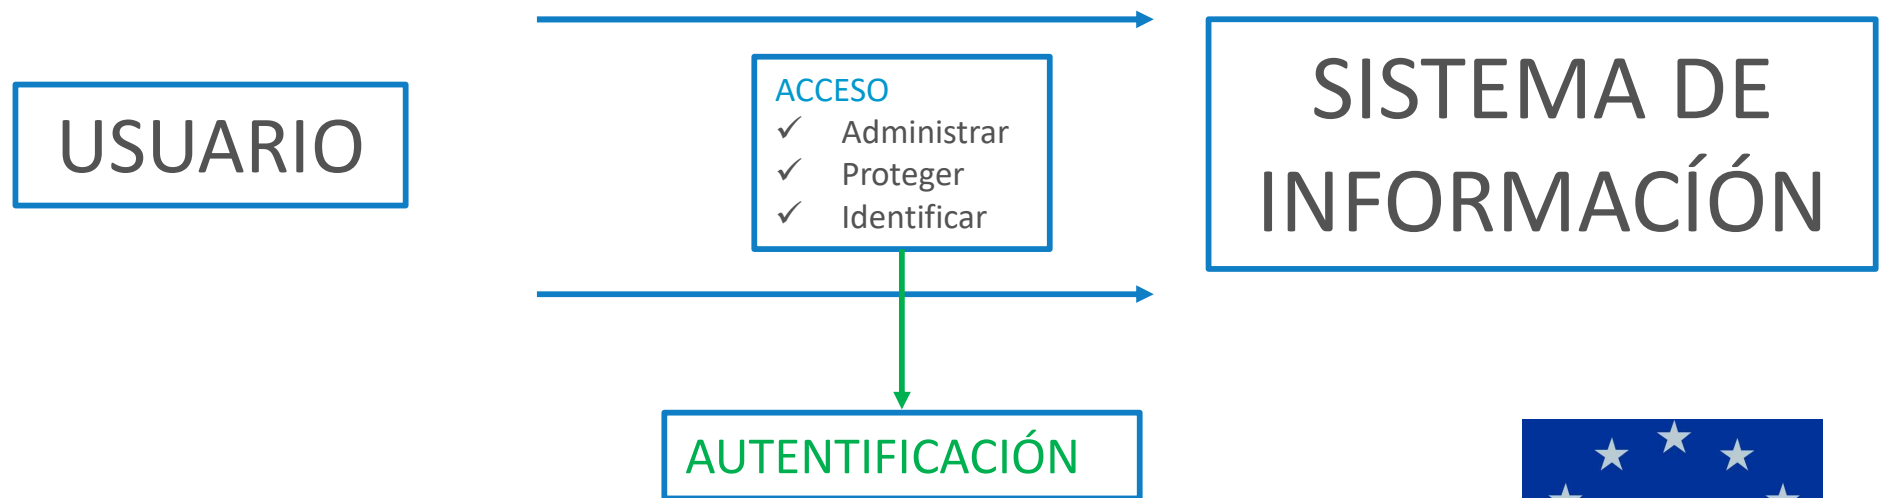 USUARIO
ACCESO
✓ Administrar
✓ Proteger
✓ Identificar
SISTEMA DE
INFORMACÍÓN
AUTENTIFICACIÓN